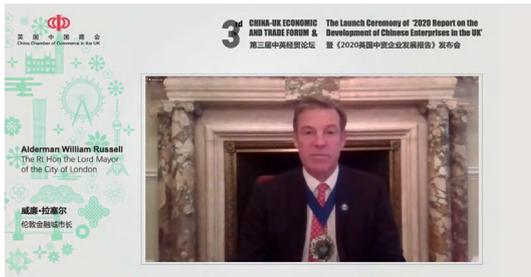 英国中国商会
China Chamber of Commerce in the UK
3rd
CHINA-UK ECONOMIC
AND TRADE FORUM &
第三届中英经贸论坛
The Launch Ceremony of '2020 Report on the
Development of Chinese Enterprises in the UK'
暨《2020英国中资企业发展报告》发布会
Alderman William Russell
The Rt Hon the Lord Mayor
of the City of London
威廉•拉塞尔
伦敦金融城市长